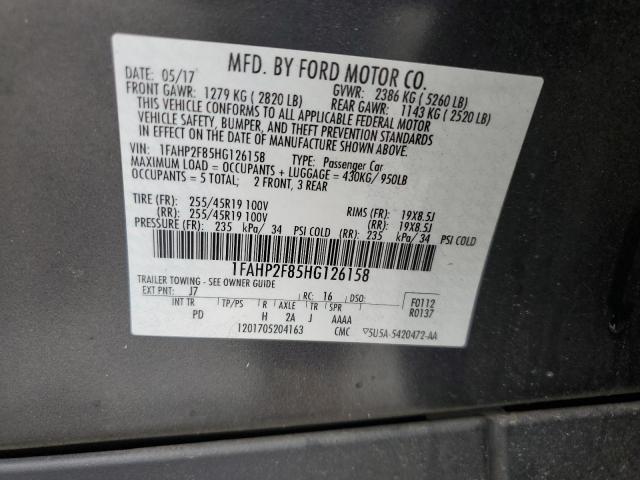 MFD. BY FORD MOTOR CO.
DATE: 05/17 GVWR: 2386 KG ( 5260 LB)
FRONT GAWR: 1279 KG ( 2820 LB) REAR GAWR: 1143 KG ( 2520 LB)
THIS VEHICLE CONFORMS TO ALL APPLICABLE FEDERAL MOTOR
VEHICLE SAFETY, BUMPER, AND THEFT PREVENTION STANDARDS
IN EFFECT ON THE DATE OF MANUFACTURE SHOWN ABOVE.
VIN: 1FAHP2F85HG126158 TYPE: Passenger Car
MAXIMUM LOAD = OCCUPANTS + LUGGAGE = 430KG/ 950LB
OCCUPANTS = 5 TOTAL, 2 FRONT, 3 REAR
TIRE (FR): 255/45R19 100V RIMS (FR): 19X8.5J
(RR): 255/45R19 100V (RR): 19X8.5J
PRESSURE (FR): 235 kPa/ 34 PSI COLD (RR): 235 kPa/ 34 PSI COLD
1FAHP2F85HG126158
TRAILER TOWING - SEE OWNER GUIDE
EXT PNT: J7 RC: 16 DSO: F0112
INT TR TP/PS R AXLE TR SPR R0137
PD H 2A J AAAA
1201705204163 CMC 5U5A-5420472-AA